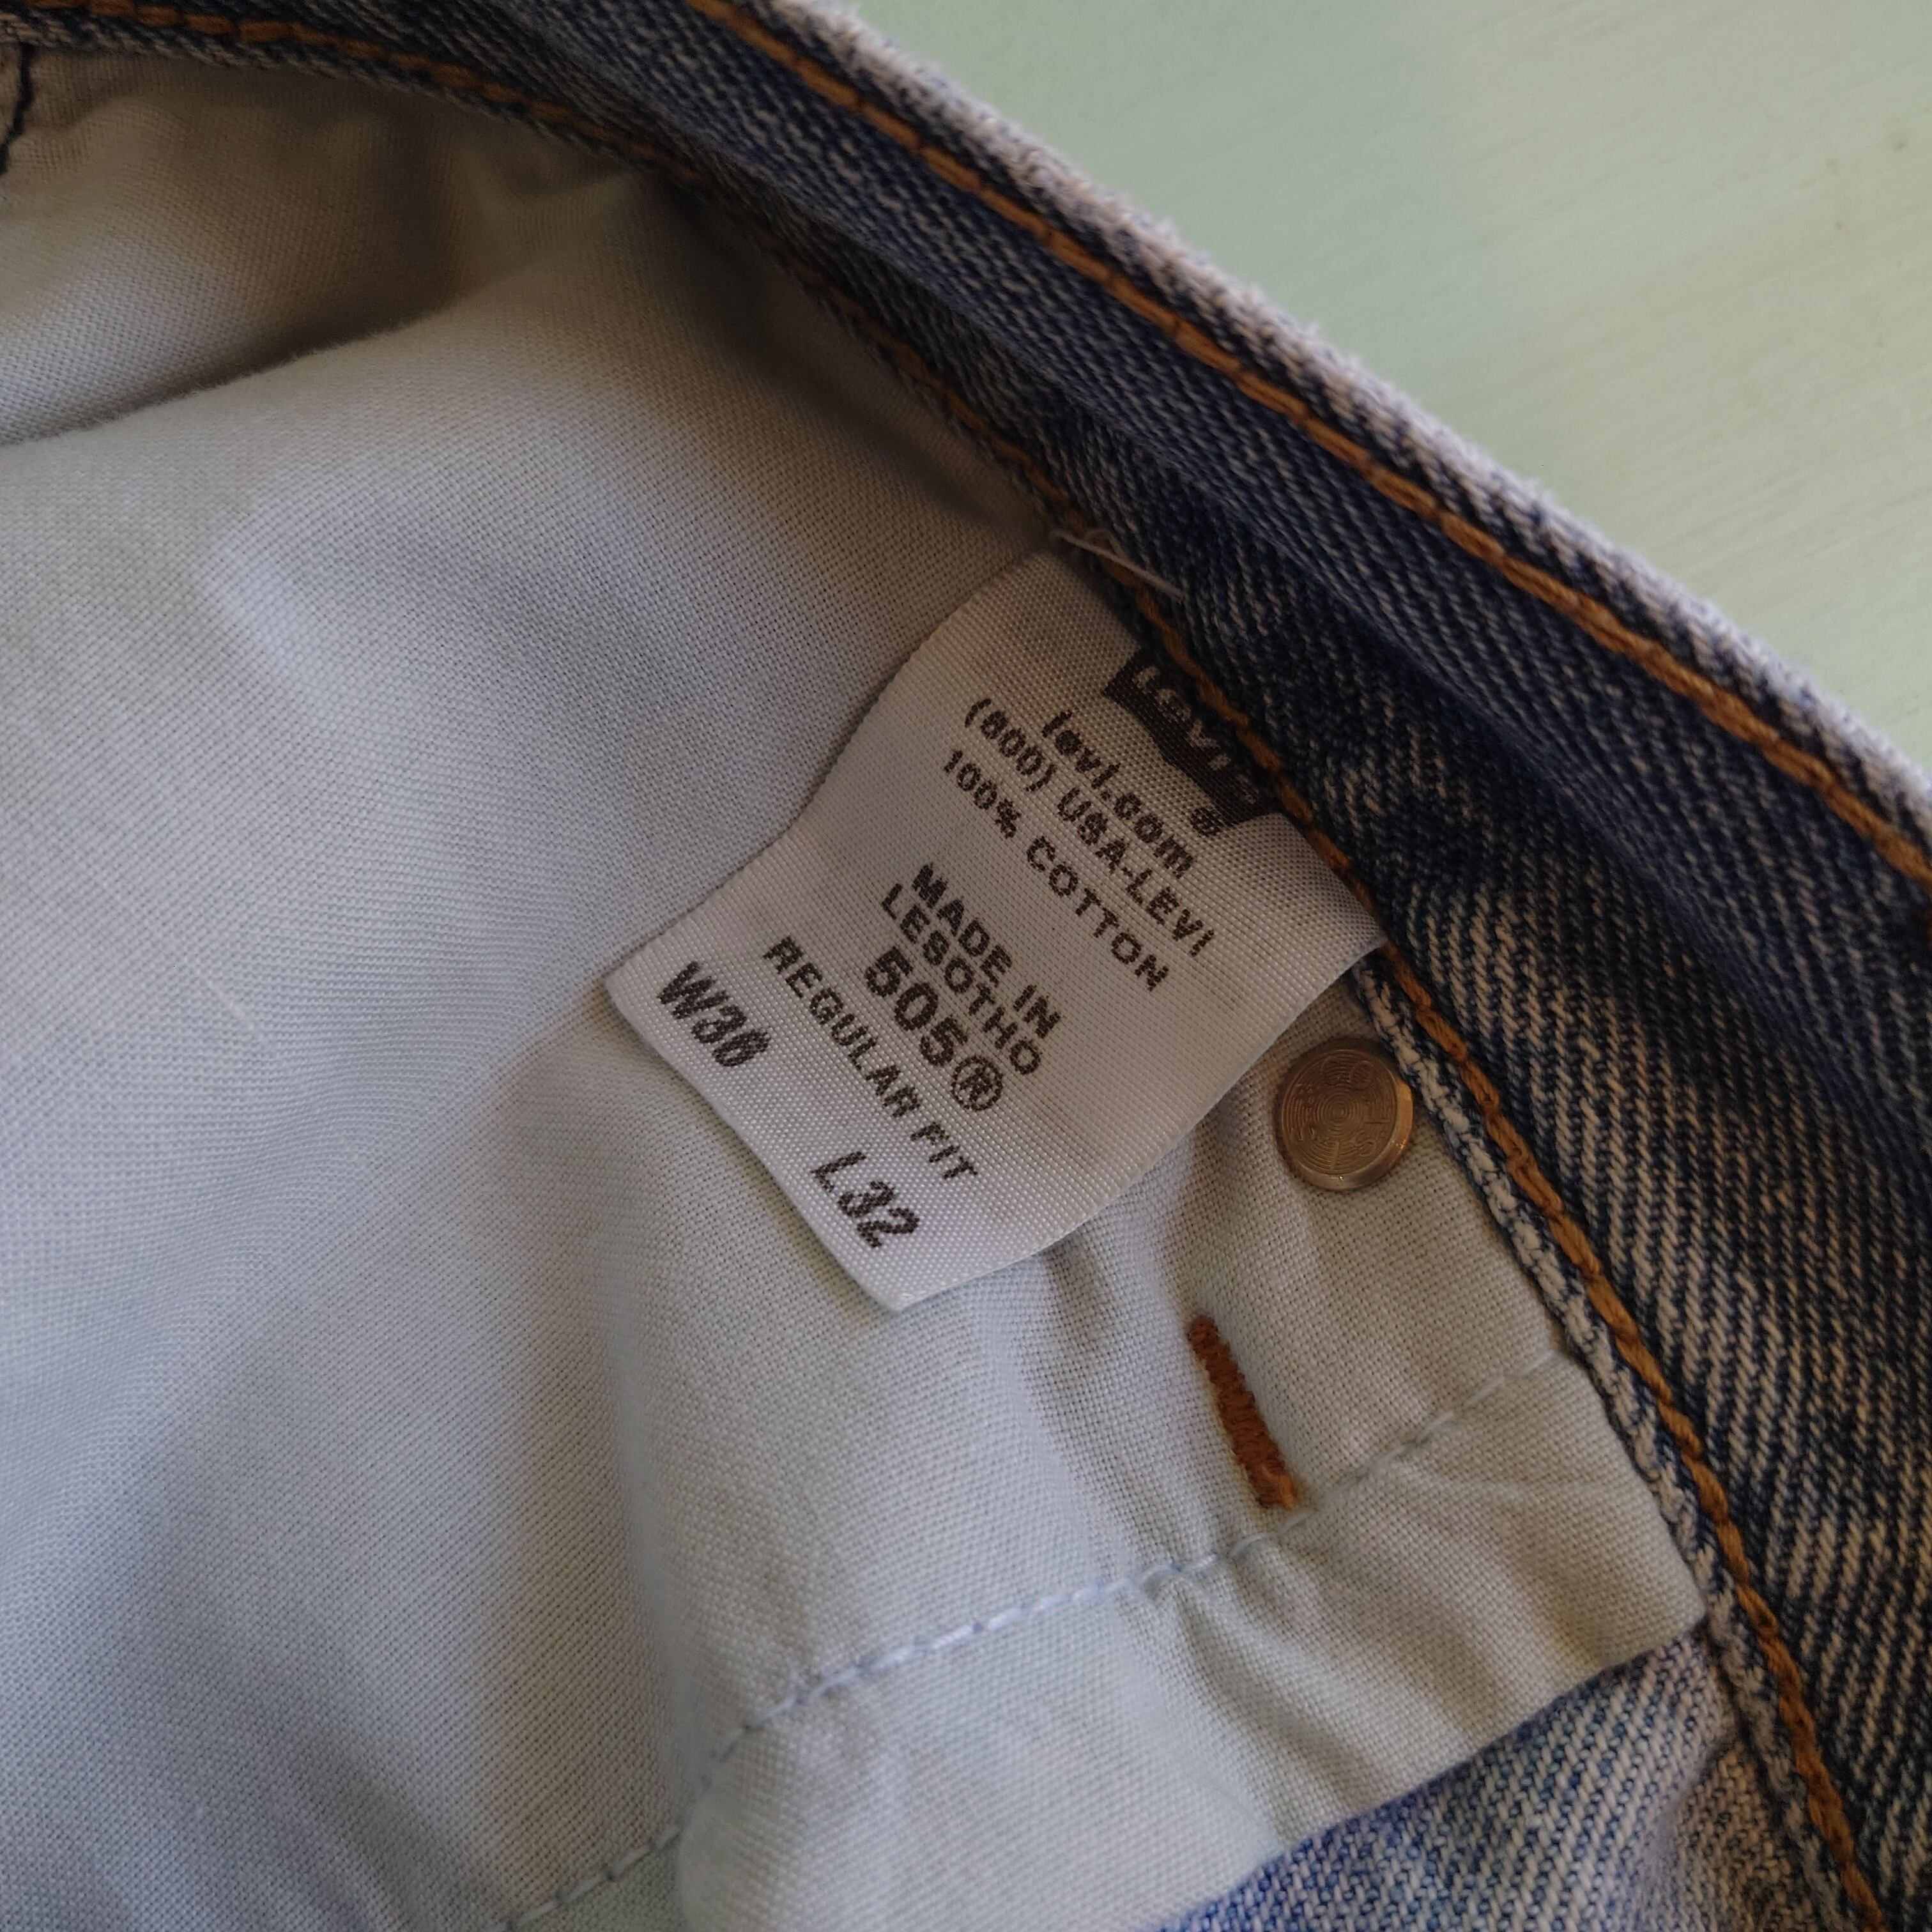 Levi's
®
levi.com
(800) USA-LEVI
100% COTTON
MADE IN
LESOTHO
505®
REGULAR FIT
W30 L32